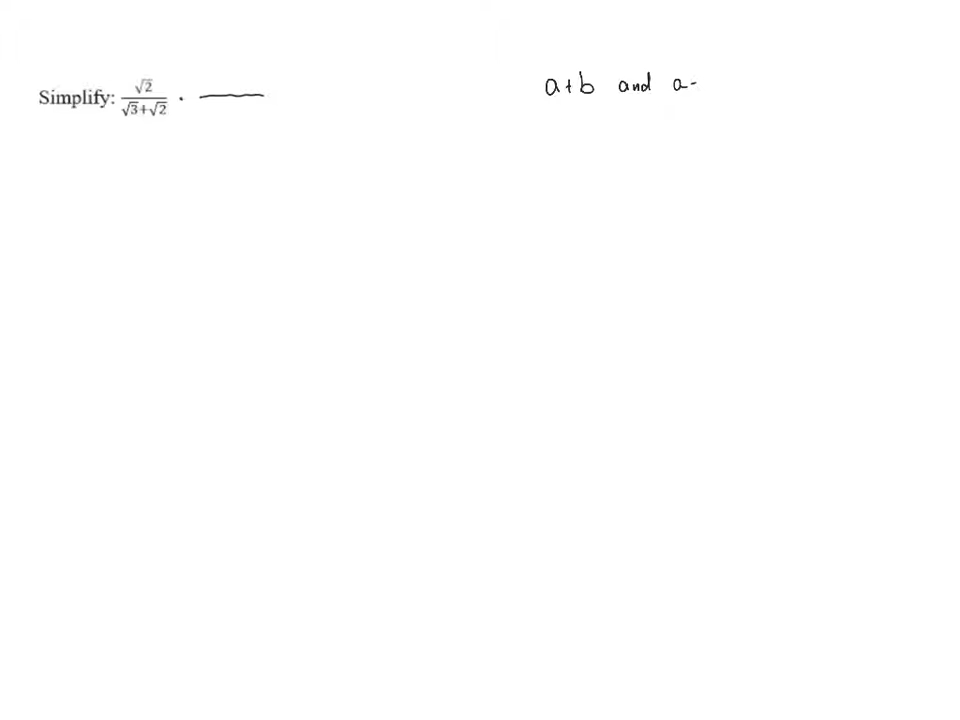 Simplify: √2/(√3+√2) · a+b and a-